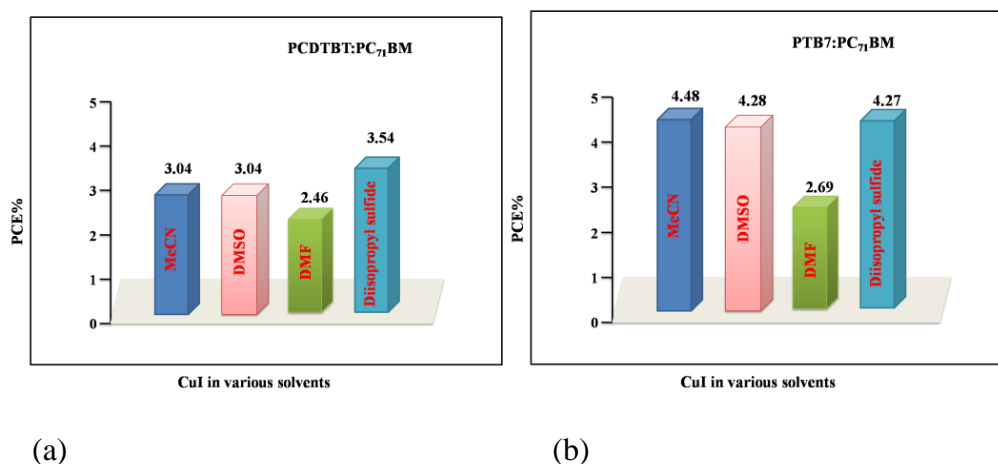 PCDTBT:PC71BM
PCE%
5
4
3
2
1
0
3.04
3.04
2.46
3.54
MeCN
DMSO
DMF
Diisopropyl sulfide
CuI in various solvents
(a)
PTB7:PC71BM
PCE%
5
4
3
2
1
0
4.48
4.28
2.69
4.27
MeCN
DMSO
DMF
Diisopropyl sulfide
CuI in various solvents
(b)